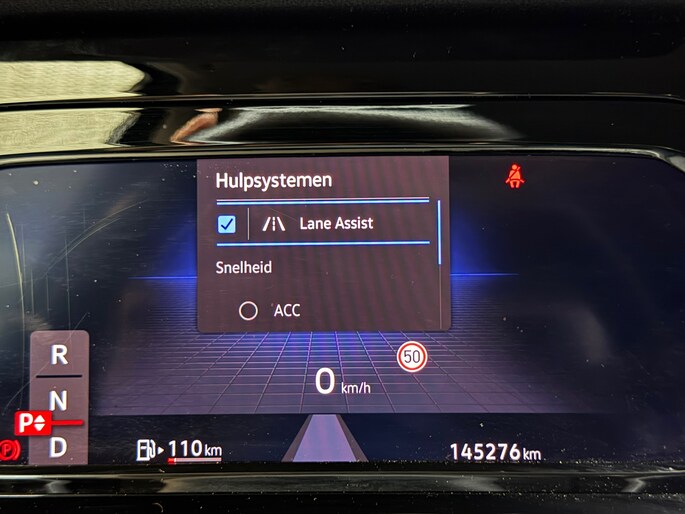 Hulpsystemen
Lane Assist
Snelheid
ACC
R
50
0 km/h
N
P
P
D
110 km
145276 km